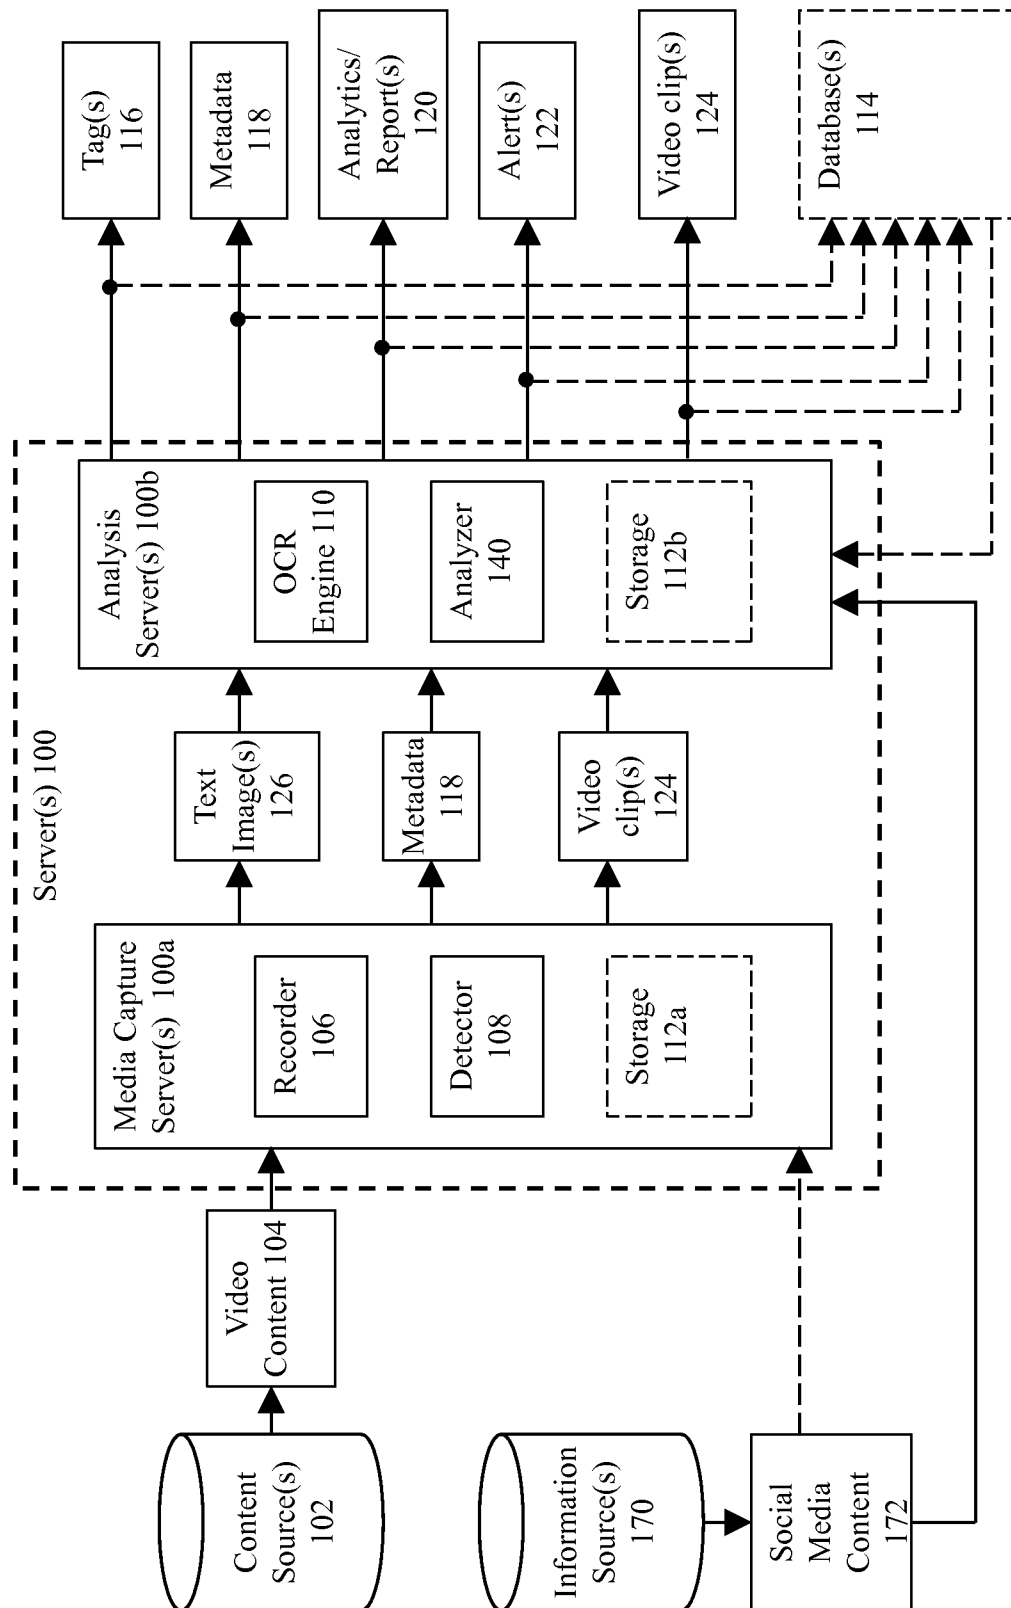 Server(s) 100
Content
Source(s)
102
Video
Content 104
Information
Source(s)
170
Social
Media
Content
172
Media Capture
Server(s) 100a
Recorder
106
Detector
108
Storage
112a
Text
Image(s)
126
Metadata
118
Video
clip(s)
124
Analysis
Server(s) 100b
OCR
Engine 110
Analyzer
140
Storage
112b
Tag(s)
116
Metadata
118
Analytics/
Report(s)
120
Alert(s)
122
Video clip(s)
124
Database(s)
114